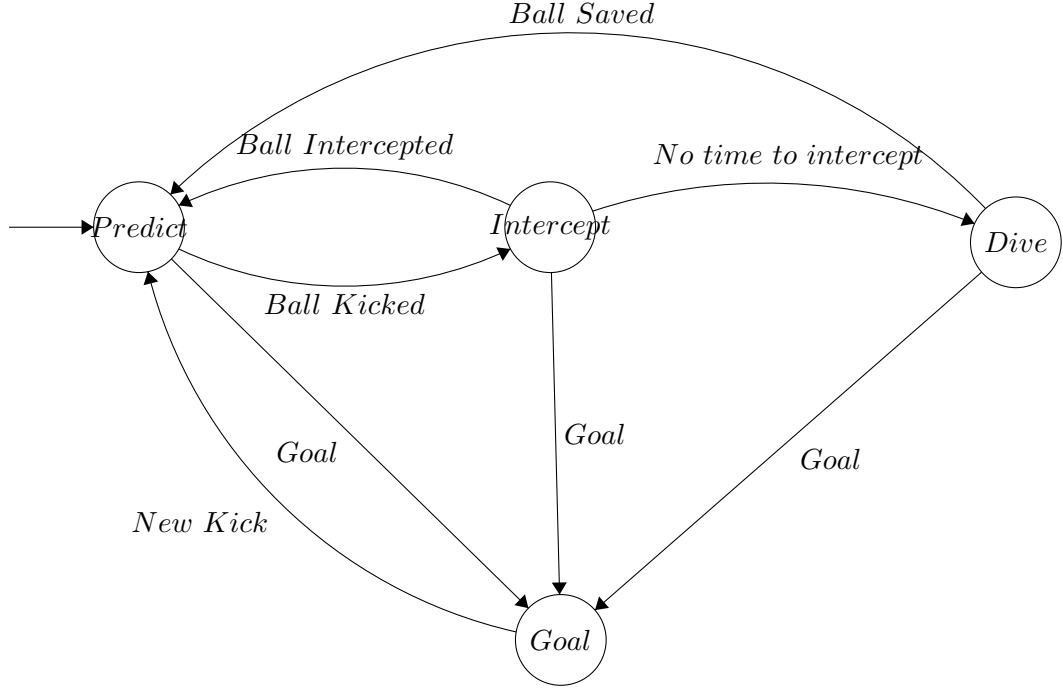 Ball Saved
Ball Intercepted
No time to intercept
Predict
Intercept
Dive
Ball Kicked
Goal
Goal
Goal
New Kick
Goal